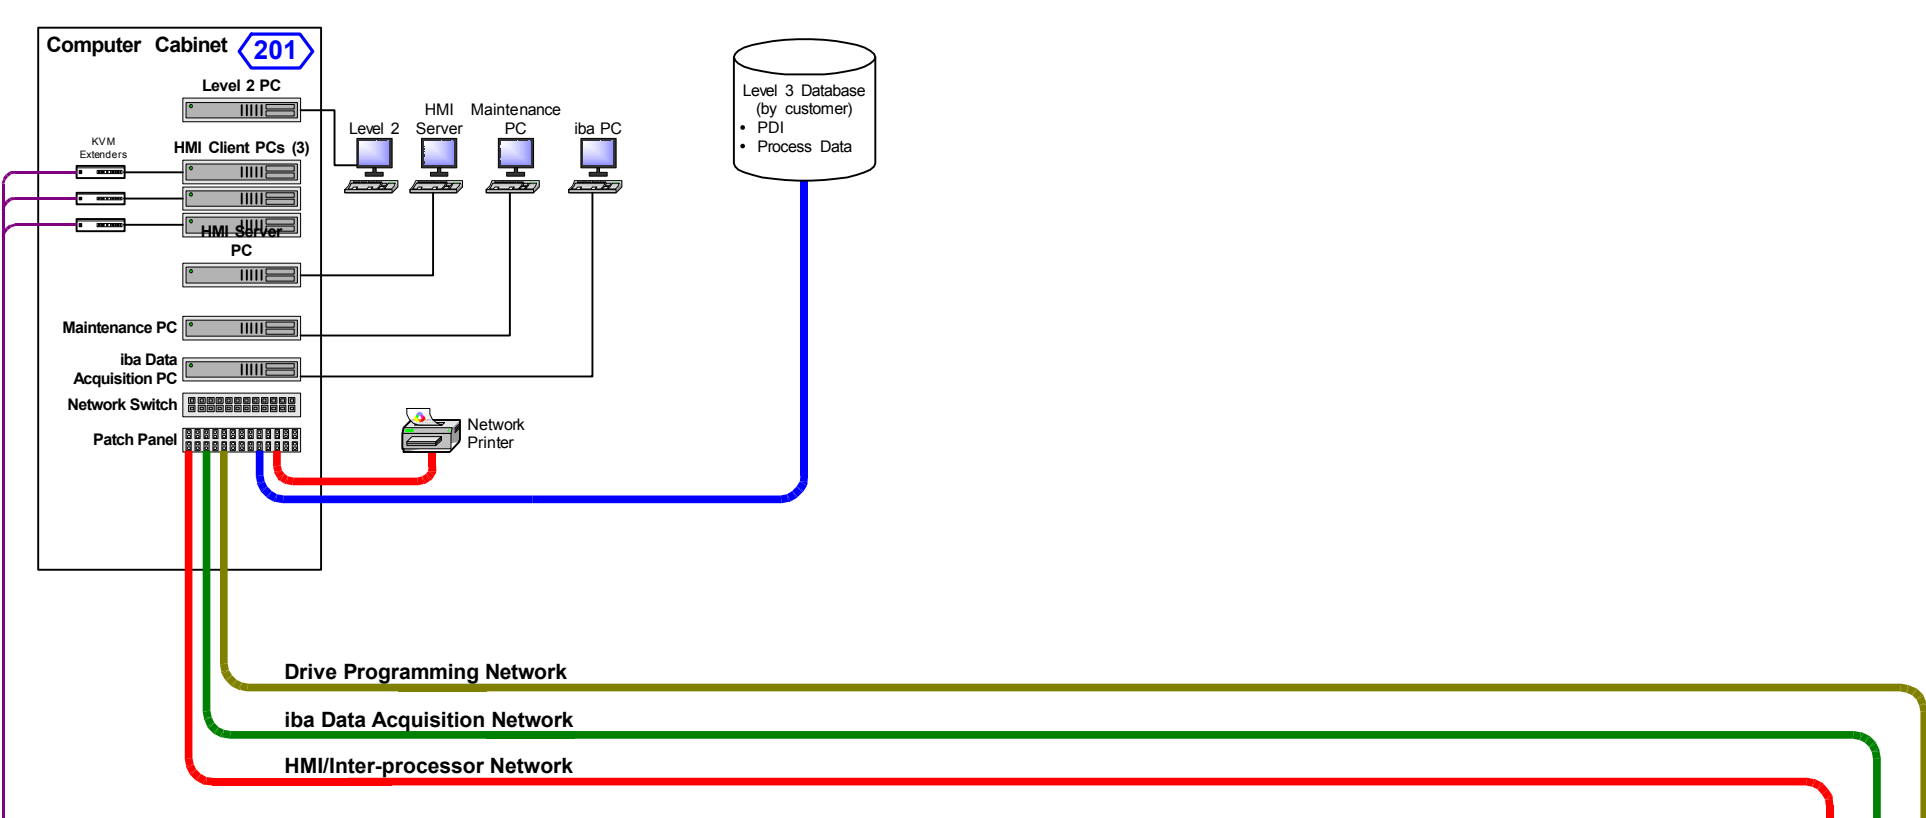 Computer Cabinet 201
Level 2 PC
KVM
Extenders
HMI Client PCs (3)
HMI Server
PC
Maintenance PC
iba Data
Acquisition PC
Network Switch
Patch Panel
Level 2
HMI
Server
Maintenance
PC
iba PC
Level 3 Database
(by customer)
• PDI
• Process Data
Network
Printer
Drive Programming Network
iba Data Acquisition Network
HMI/Inter-processor Network